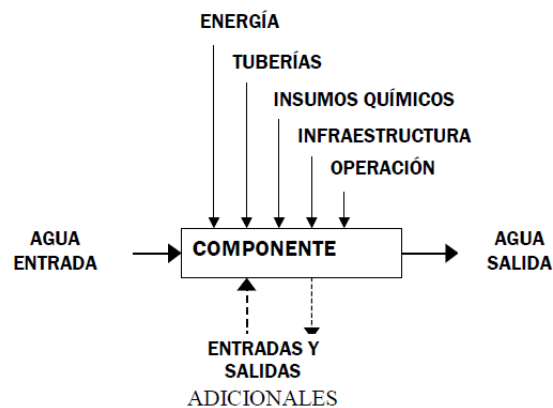 ENERGÍA
TUBERÍAS
INSUMOS QUÍMICOS
INFRAESTRUCTURA
OPERACIÓN
AGUA
ENTRADA
COMPONENTE
AGUA
SALIDA
ENTRADAS Y
SALIDAS
ADICIONALES